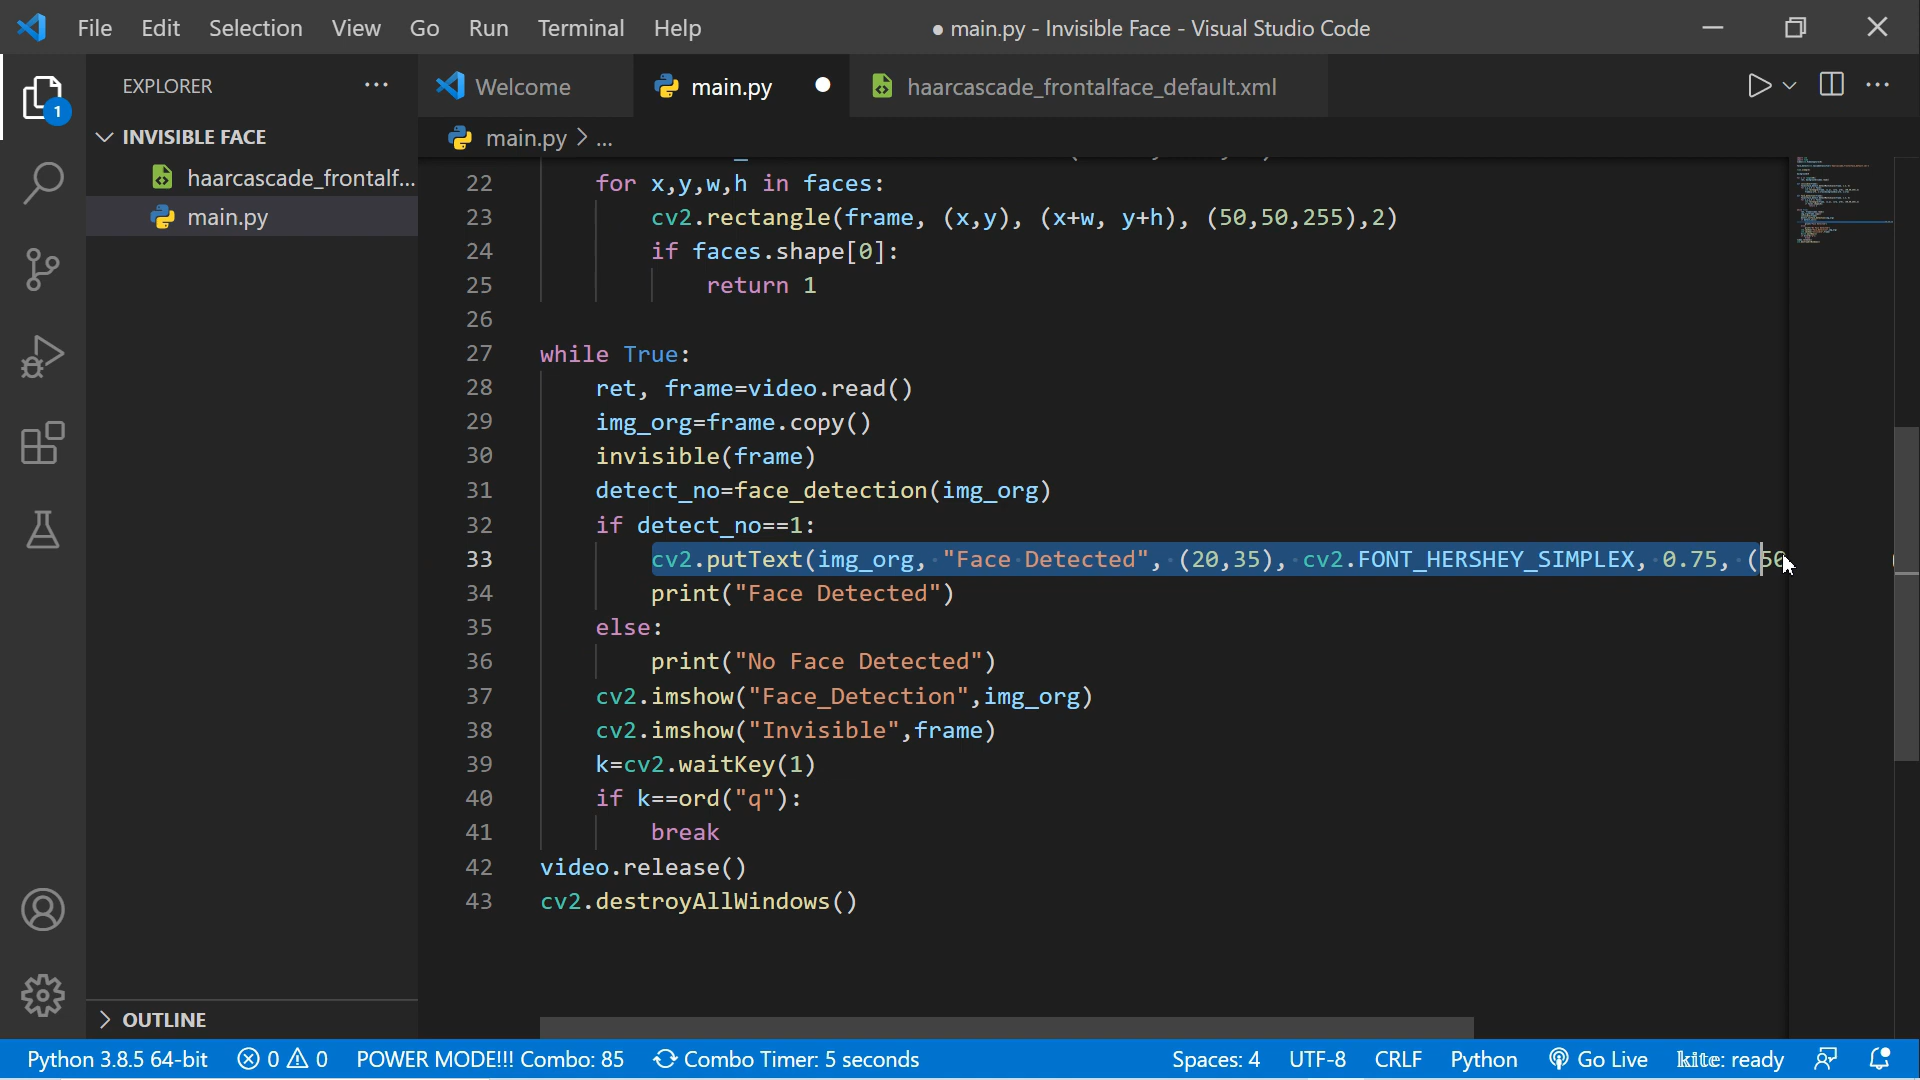 File Edit Selection View Go Run Terminal Help
● main.py - Invisible Face - Visual Studio Code
EXPLORER
Welcome
main.py
haarcascade_frontalface_default.xml
1
INVISIBLE FACE
haarcascade_frontalf...
main.py
main.py > ...
22 for x,y,w,h in faces:
23 cv2.rectangle(frame, (x,y), (x+w, y+h), (50,50,255),2)
24 if faces.shape[0]:
25 return 1
26
27 while True:
28 ret, frame=video.read()
29 img_org=frame.copy()
30 invisible(frame)
31 detect_no=face_detection(img_org)
32 if detect_no==1:
33 cv2.putText(img_org, "Face Detected", (20,35), cv2.FONT_HERSHEY_SIMPLEX, 0.75, (50
34 print("Face Detected")
35 else:
36 print("No Face Detected")
37 cv2.imshow("Face_Detection",img_org)
38 cv2.imshow("Invisible",frame)
39 k=cv2.waitKey(1)
40 if k==ord("q"):
41 break
42 video.release()
43 cv2.destroyAllWindows()
OUTLINE
Python 3.8.5 64-bit 0 0 POWER MODE!!! Combo: 85 Combo Timer: 5 seconds
Spaces: 4 UTF-8 CRLF Python Go Live kite: ready